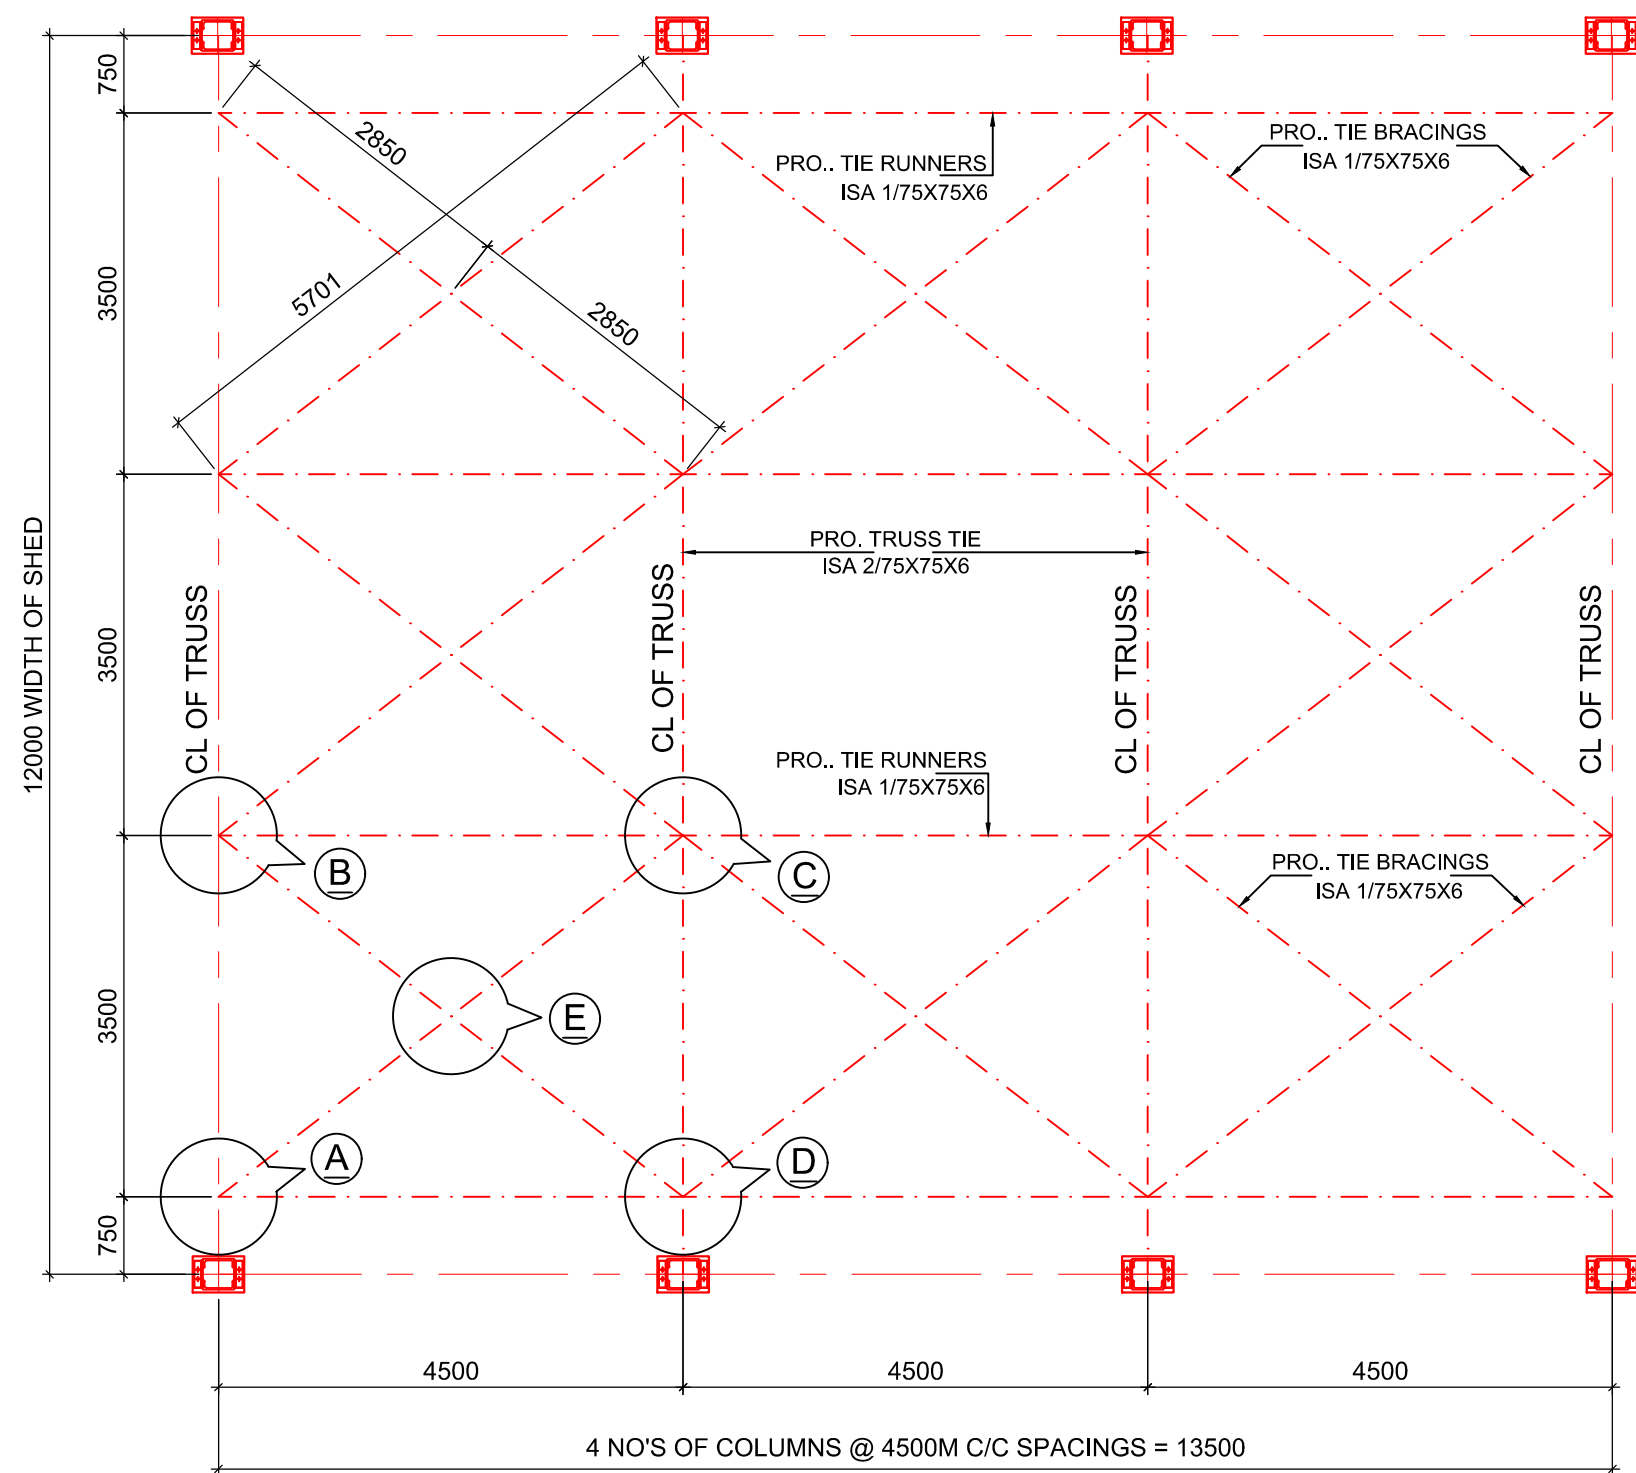 750
2850
PRO.. TIE RUNNERS
ISA 1/75X75X6
PRO.. TIE BRACINGS
ISA 1/75X75X6
3500
5701
2850
12000 WIDTH OF SHED
3500
CL OF TRUSS
CL OF TRUSS
PRO. TRUSS TIE
ISA 2/75X75X6
CL OF TRUSS
CL OF TRUSS
PRO.. TIE RUNNERS
ISA 1/75X75X6
B
C
PRO.. TIE BRACINGS
ISA 1/75X75X6
3500
E
A
D
750
4500
4500
4500
4 NO'S OF COLUMNS @ 4500M C/C SPACINGS = 13500